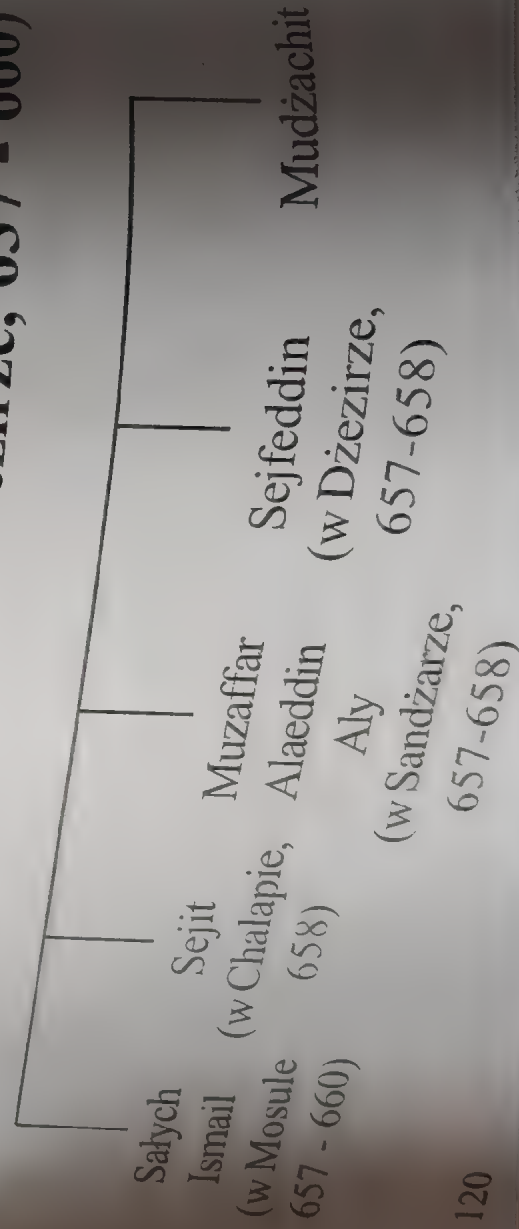 Sałych
Ismail
(w Mosule
657 - 660)
Sejit
(w Chalapie,
658)
Muzaffar
Alaeddin
Aly
(w Sandżarze,
657-658)
Sejfeddin
(w Dżezirze,
657-658)
Mudżachit
120